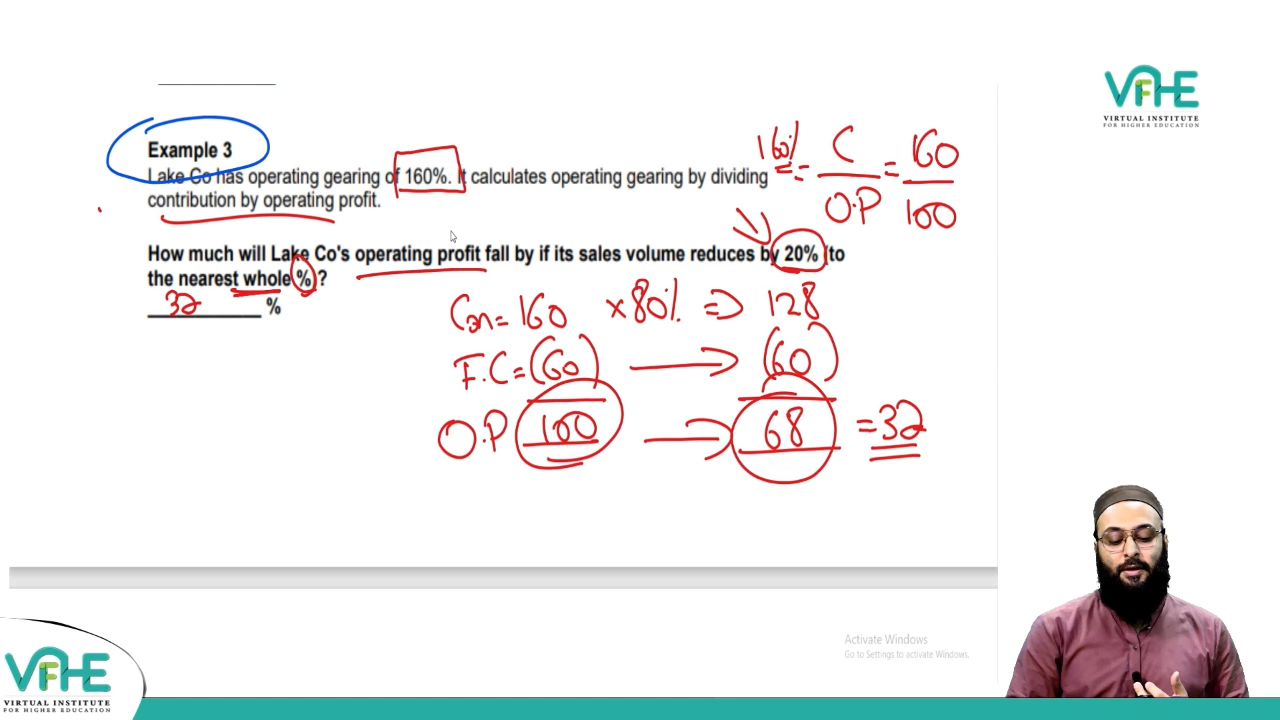 VFHE
VIRTUAL INSTITUTE
FOR HIGHER EDUCATION
Example 3
Lake Co has operating gearing of 160%. It calculates operating gearing by dividing
contribution by operating profit.
160% = C / O.P = 160 / 100
How much will Lake Co's operating profit fall by if its sales volume reduces by 20% (to
the nearest whole % ?
32 %
Con = 160 ×80% => 128
F.C = (60) (60)
O.P 100 68 = 32
Activate Windows
Go to Settings to activate Windows.
VFHE
VIRTUAL INSTITUTE
FOR HIGHER EDUCATION